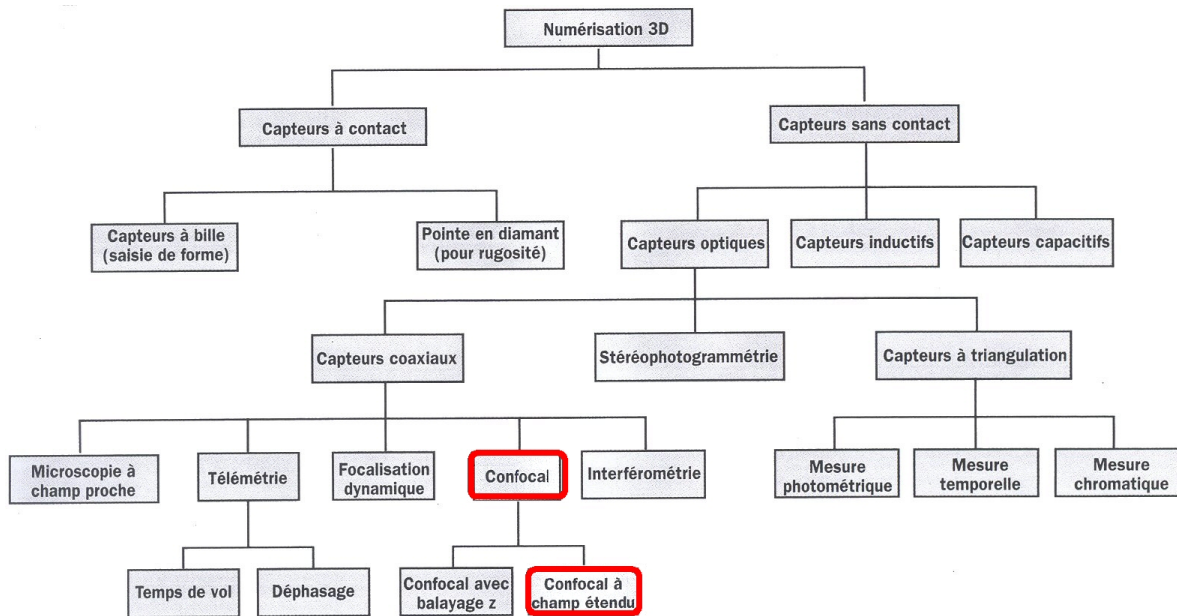 Numérisation 3D
Capteurs à contact
Capteurs sans contact
Capteurs à bille
(saisie de forme)
Pointe en diamant
(pour rugosité)
Capteurs optiques
Capteurs inductifs
Capteurs capacitifs
Capteurs coaxiaux
Stéréophotogrammétrie
Capteurs à triangulation
Microscopie à
champ proche
Télémétrie
Focalisation
dynamique
Confocal
Interférométrie
Mesure
photométrique
Mesure
temporelle
Mesure
chromatique
Temps de vol
Déphasage
Confocal avec
balayage z
Confocal à
champ étendu